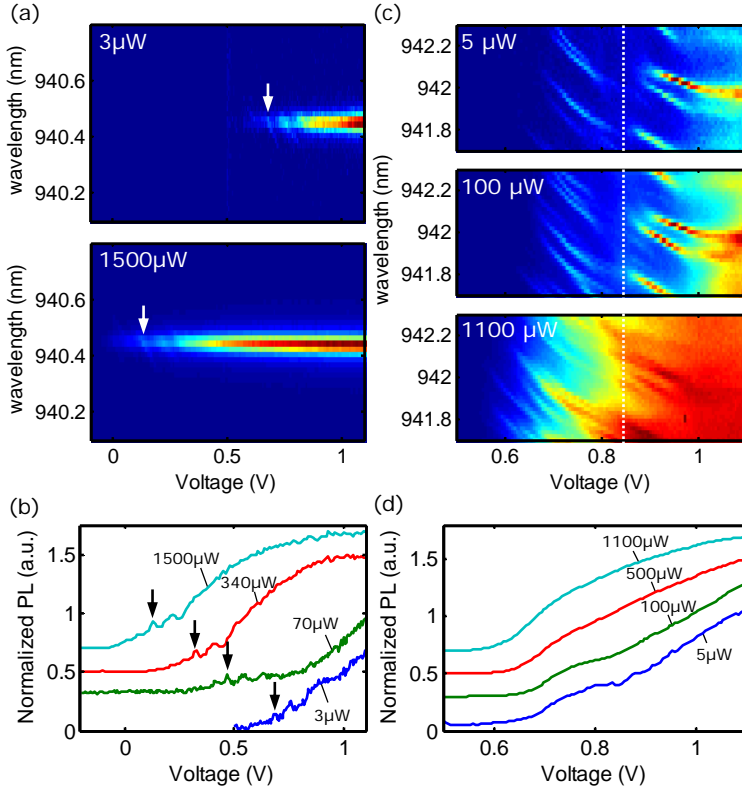 (a)
3µW
wavelength (nm)
940.6
940.4
940.2
1500µW
wavelength (nm)
940.6
940.4
940.2
0
0.5
1
Voltage (V)
(c)
5 µW
942.2
942
941.8
100 µW
942.2
942
941.8
wavelength (nm)
1100 µW
942.2
942
941.8
0.6
0.8
1
Voltage (V)
(b)
Normalized PL (a.u.)
1.5
1
0.5
0
1500µW
340µW
70µW
3µW
0
0.5
1
Voltage (V)
(d)
Normalized PL (a.u.)
1.5
1
0.5
0
1100µW
500µW
100µW
5µW
0.6
0.8
1
Voltage (V)